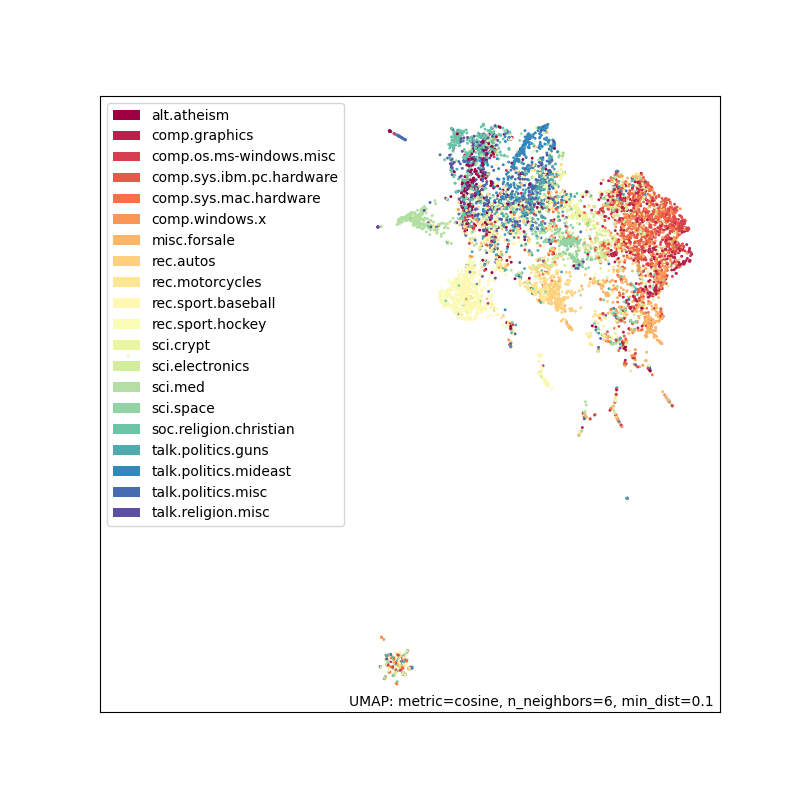 alt.atheism
comp.graphics
comp.os.ms-windows.misc
comp.sys.ibm.pc.hardware
comp.sys.mac.hardware
comp.windows.x
misc.forsale
rec.autos
rec.motorcycles
rec.sport.baseball
rec.sport.hockey
sci.crypt
sci.electronics
sci.med
sci.space
soc.religion.christian
talk.politics.guns
talk.politics.mideast
talk.politics.misc
talk.religion.misc
UMAP: metric=cosine, n_neighbors=6, min_dist=0.1